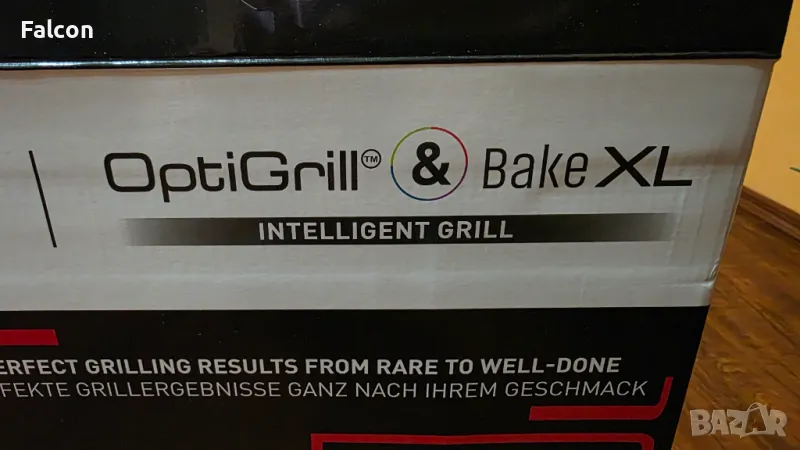 Falcon
OptiGrill™ & Bake XL
INTELLIGENT GRILL
ERFECT GRILLING RESULTS FROM RARE TO WELL-DONE
FEKTE GRILLERGEBNISSE GANZ NACH IHREM GESCHMACK
BAZAR